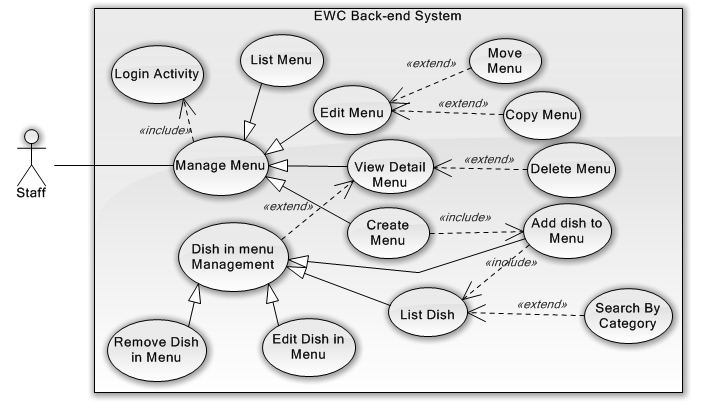 EWC Back-end System
Login Activity
List Menu
Move
Menu
«extend»
Edit Menu
«extend»
Copy Menu
«include»
Staff
Manage Menu
View Detail
Menu
«extend»
Delete Menu
«extend»
Create
Menu
«include»
Add dish to
Menu
Dish in menu
Management
«include»
List Dish
«extend»
Search By
Category
Remove Dish
in Menu
Edit Dish in
Menu